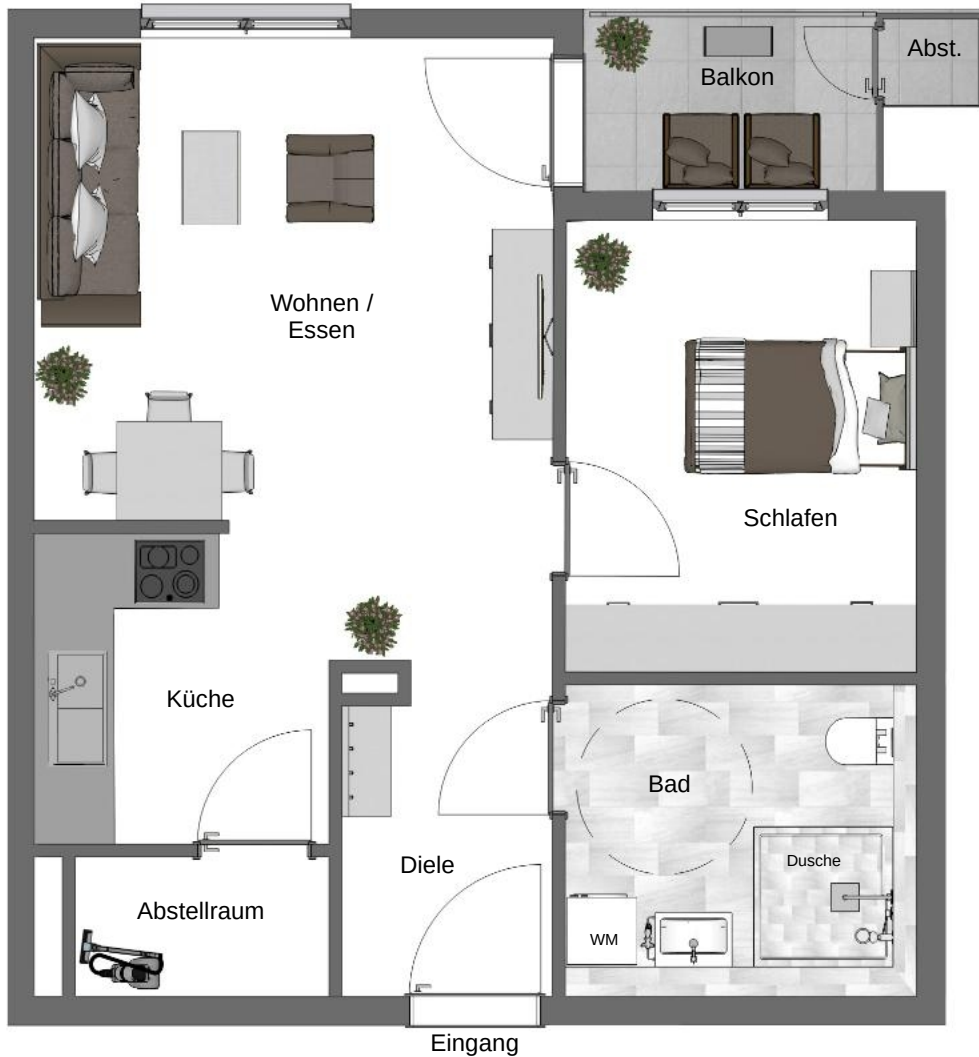 Abst.
Balkon
Wohnen /
Essen
Schlafen
Küche
Bad
Dusche
Diele
Abstellraum
WM
Eingang